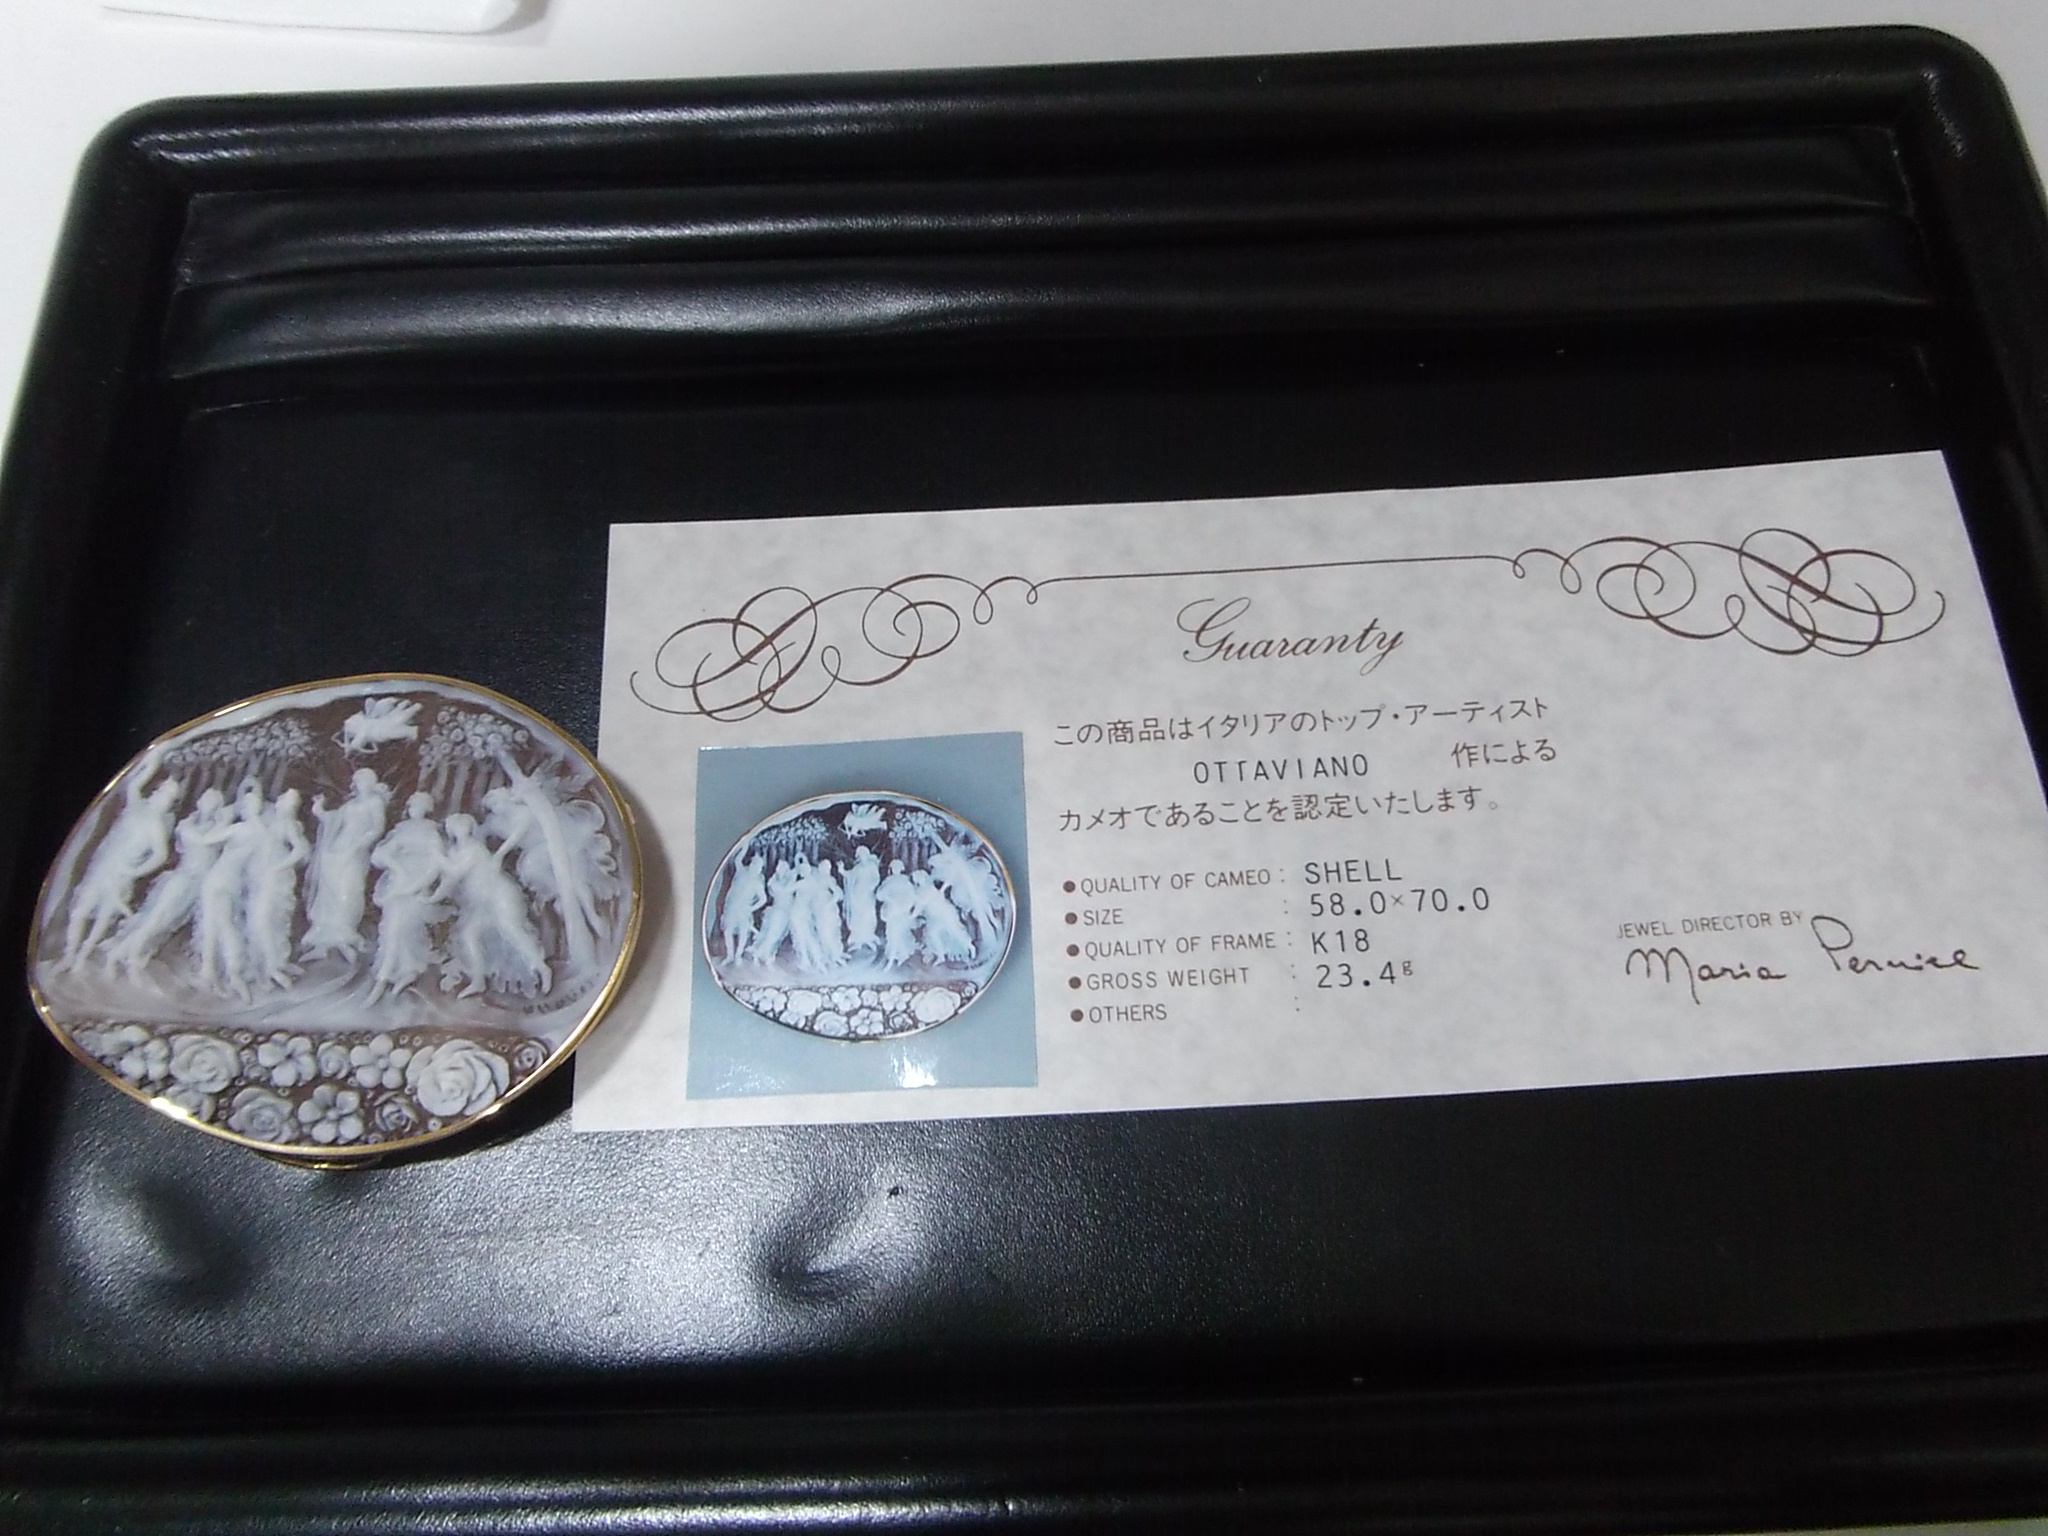 Guaranty
この商品はイタリアのトップ・アーティスト
OTTAVIANO 作による
カメオであることを認定いたします。
●QUALITY OF CAMEO : SHELL
●SIZE : 58.0×70.0
●QUALITY OF FRAME : K18
●GROSS WEIGHT : 23.4g
●OTHERS :
JEWEL DIRECTOR BY
Maria Pernice